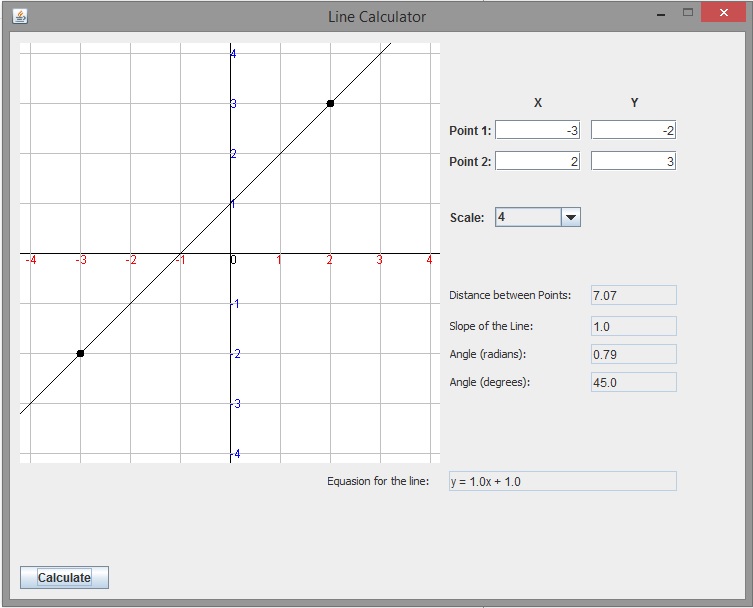 Line Calculator
4
3
2
1
-4 -3 -2 -1 0 1 2 3 4
-1
-2
-3
-4
X Y
Point 1: -3 -2
Point 2: 2 3
Scale: 4
Distance between Points: 7.07
Slope of the Line: 1.0
Angle (radians): 0.79
Angle (degrees): 45.0
Equasion for the line: y = 1.0x + 1.0
Calculate